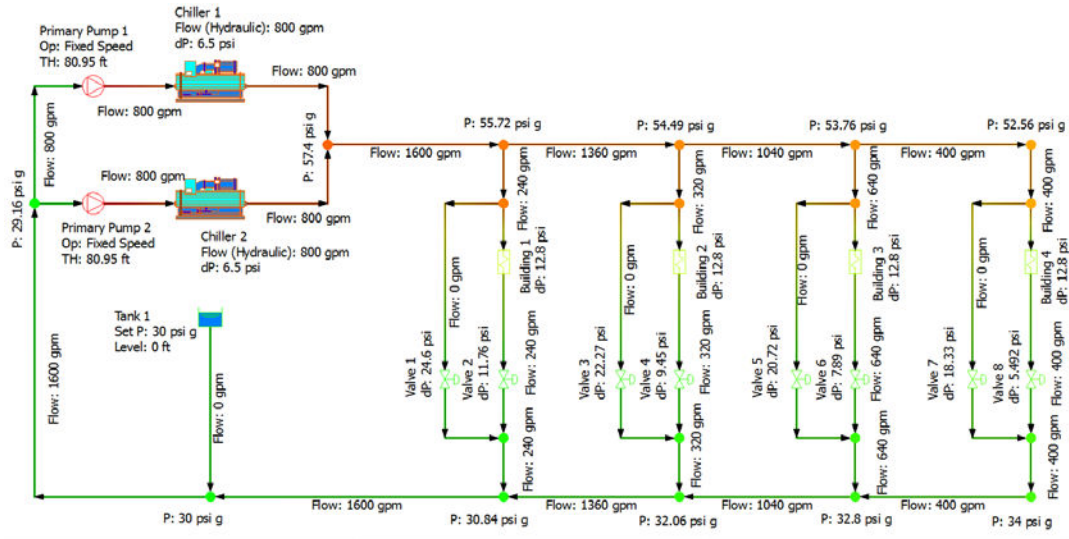 Chiller 1
Flow (Hydraulic): 800 gpm
dP: 6.5 psi
Primary Pump 1
Op: Fixed Speed
TH: 80.95 ft
Flow: 800 gpm
Flow: 800 gpm
Flow: 800 gpm
P: 29.16 psi g
Flow: 800 gpm
Flow: 800 gpm
Primary Pump 2
Op: Fixed Speed
TH: 80.95 ft
Chiller 2
Flow (Hydraulic): 800 gpm
dP: 6.5 psi
P: 57.4 psi g
Flow: 1600 gpm
P: 55.72 psi g
Flow: 1360 gpm
P: 54.49 psi g
Flow: 1040 gpm
P: 53.76 psi g
Flow: 400 gpm
P: 52.56 psi g
Flow: 240 gpm
Flow: 0 gpm
Building 1
dP: 12.8 psi
Valve 1
dP: 24.6 psi
Valve 2
dP: 11.76 psi
Flow: 240 gpm
Flow: 240 gpm
Flow: 320 gpm
Flow: 0 gpm
Building 2
dP: 12.8 psi
Valve 3
dP: 22.27 psi
Valve 4
dP: 9.45 psi
Flow: 320 gpm
Flow: 320 gpm
Flow: 640 gpm
Flow: 0 gpm
Building 3
dP: 12.8 psi
Valve 5
dP: 20.72 psi
Valve 6
dP: 7.89 psi
Flow: 640 gpm
Flow: 640 gpm
Flow: 400 gpm
Flow: 0 gpm
Building 4
dP: 12.8 psi
Valve 7
dP: 18.33 psi
Valve 8
dP: 5.492 psi
Flow: 400 gpm
Flow: 400 gpm
Tank 1
Set P: 30 psi g
Level: 0 ft
Flow: 0 gpm
Flow: 1600 gpm
P: 30 psi g
Flow: 1600 gpm
P: 30.84 psi g
Flow: 1360 gpm
P: 32.06 psi g
Flow: 1040 gpm
P: 32.8 psi g
Flow: 400 gpm
P: 34 psi g